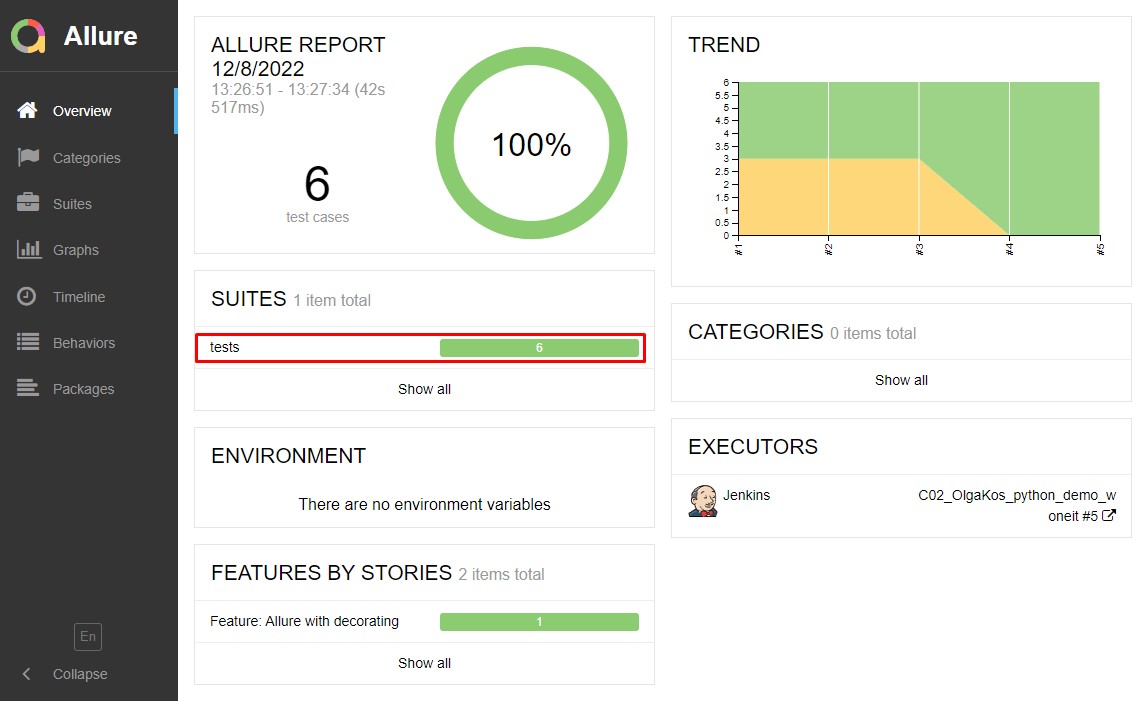 Allure
Overview
Categories
Suites
Graphs
Timeline
Behaviors
Packages
En
Collapse
ALLURE REPORT
12/8/2022
13:26:51 - 13:27:34 (42s
517ms)
6
test cases
100%
SUITES 1 item total
tests 6
Show all
ENVIRONMENT
There are no environment variables
FEATURES BY STORIES 2 items total
Feature: Allure with decorating 1
Show all
TREND
6
5.5
5
4.5
4
3.5
3
2.5
2
1.5
1
0.5
0
#1 #2 #3 #4 #5
CATEGORIES 0 items total
Show all
EXECUTORS
Jenkins C02_OlgaKos_python_demo_w
oneit #5